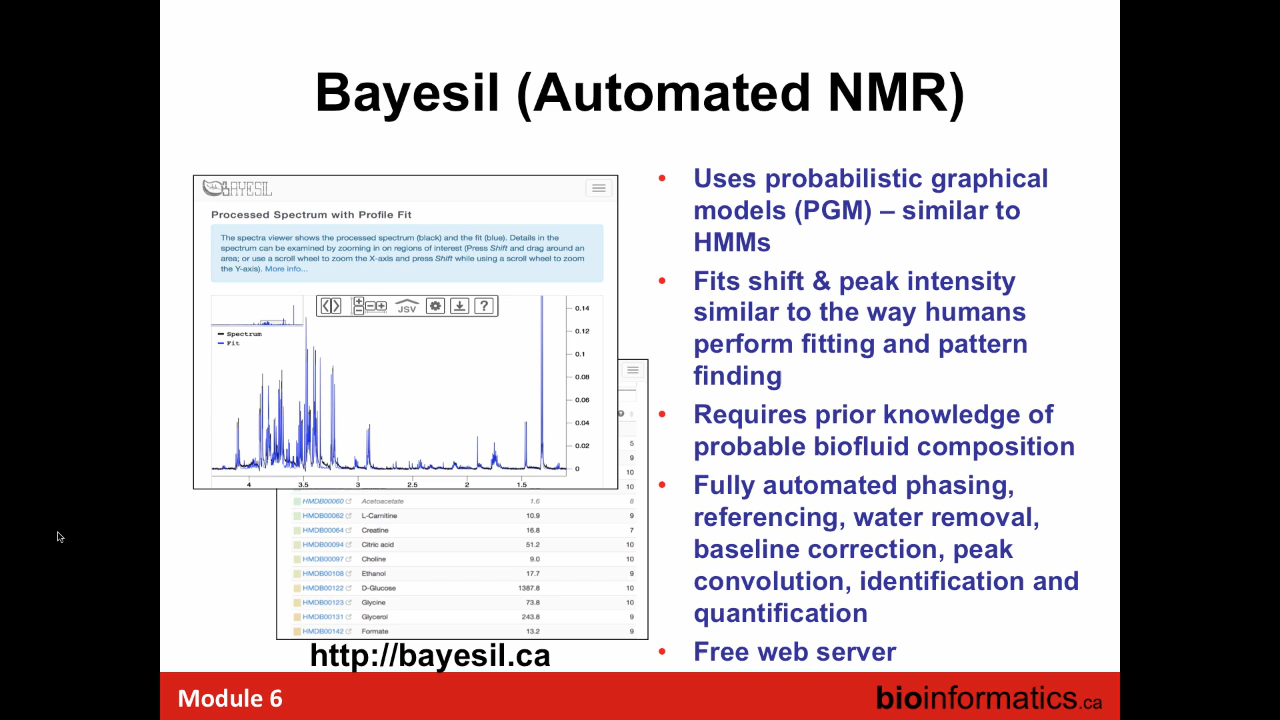 Bayesil (Automated NMR)
BAYESIL
Processed Spectrum with Profile Fit
The spectra viewer shows the processed spectrum (black) and the fit (blue). Details in the
spectrum can be examined by zooming in on regions of interest (Press Shift and drag around an
area; or use a scroll wheel to zoom the X-axis and press Shift while using a scroll wheel to zoom
the Y-axis). More info...
JSV
?
Spectrum
Fit
0.14
0.12
0.1
0.08
0.06
0.04
0.02
0
4 3.5 3 2.5 2 1.5
5
9
10
10
HMDB00060 Acetoacetate 1.6 8
HMDB00062 L-Carnitine 10.9 9
HMDB00064 Creatine 16.8 7
HMDB00094 Citric acid 51.2 10
HMDB00097 Choline 9.0 10
HMDB00108 Ethanol 17.7 9
HMDB00122 D-Glucose 1387.8 10
HMDB00123 Glycine 73.8 10
HMDB00131 Glycerol 243.8 9
HMDB00142 Formate 13.2 9
http://bayesil.ca
• Uses probabilistic graphical
models (PGM) – similar to
HMMs
• Fits shift & peak intensity
similar to the way humans
perform fitting and pattern
finding
• Requires prior knowledge of
probable biofluid composition
• Fully automated phasing,
referencing, water removal,
baseline correction, peak
convolution, identification and
quantification
• Free web server
Module 6
bioinformatics.ca